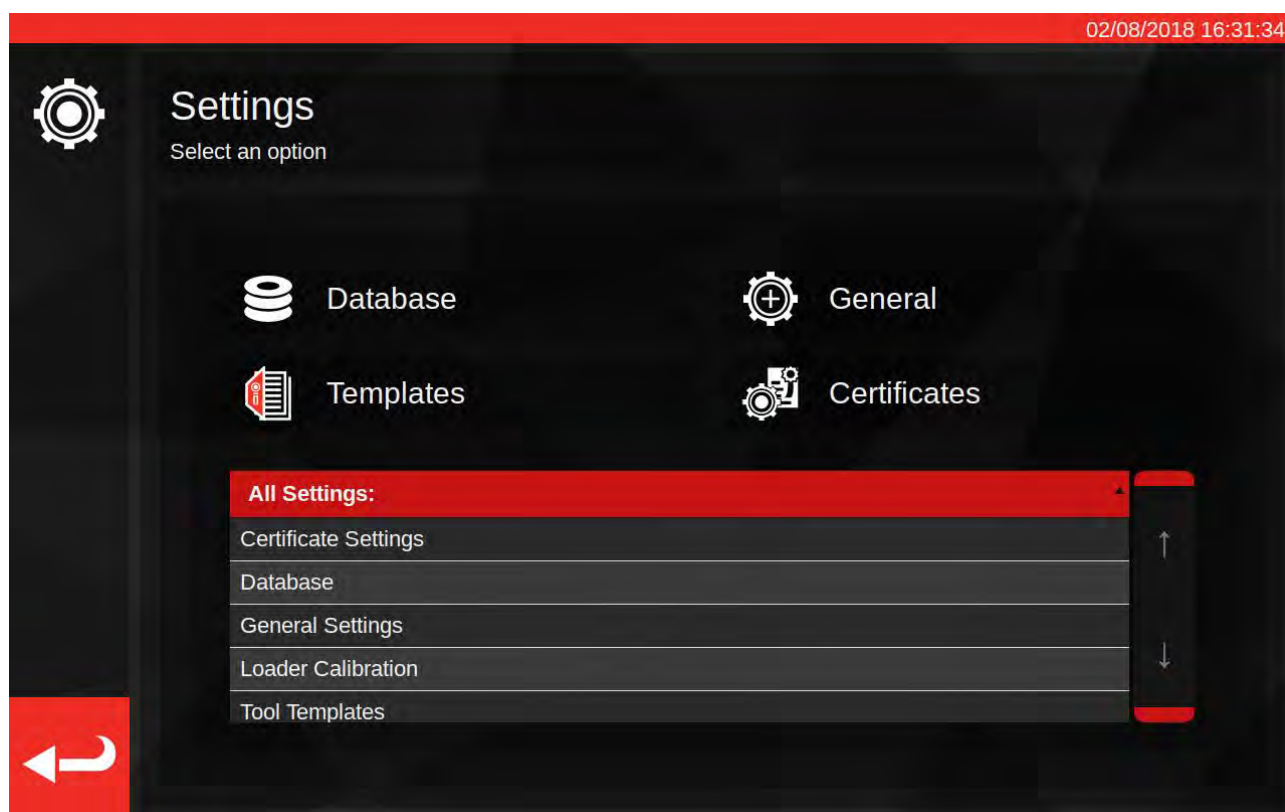 02/08/2018 16:31:34
Settings
Select an option
Database
General
Templates
Certificates
All Settings:
Certificate Settings
Database
General Settings
Loader Calibration
Tool Templates